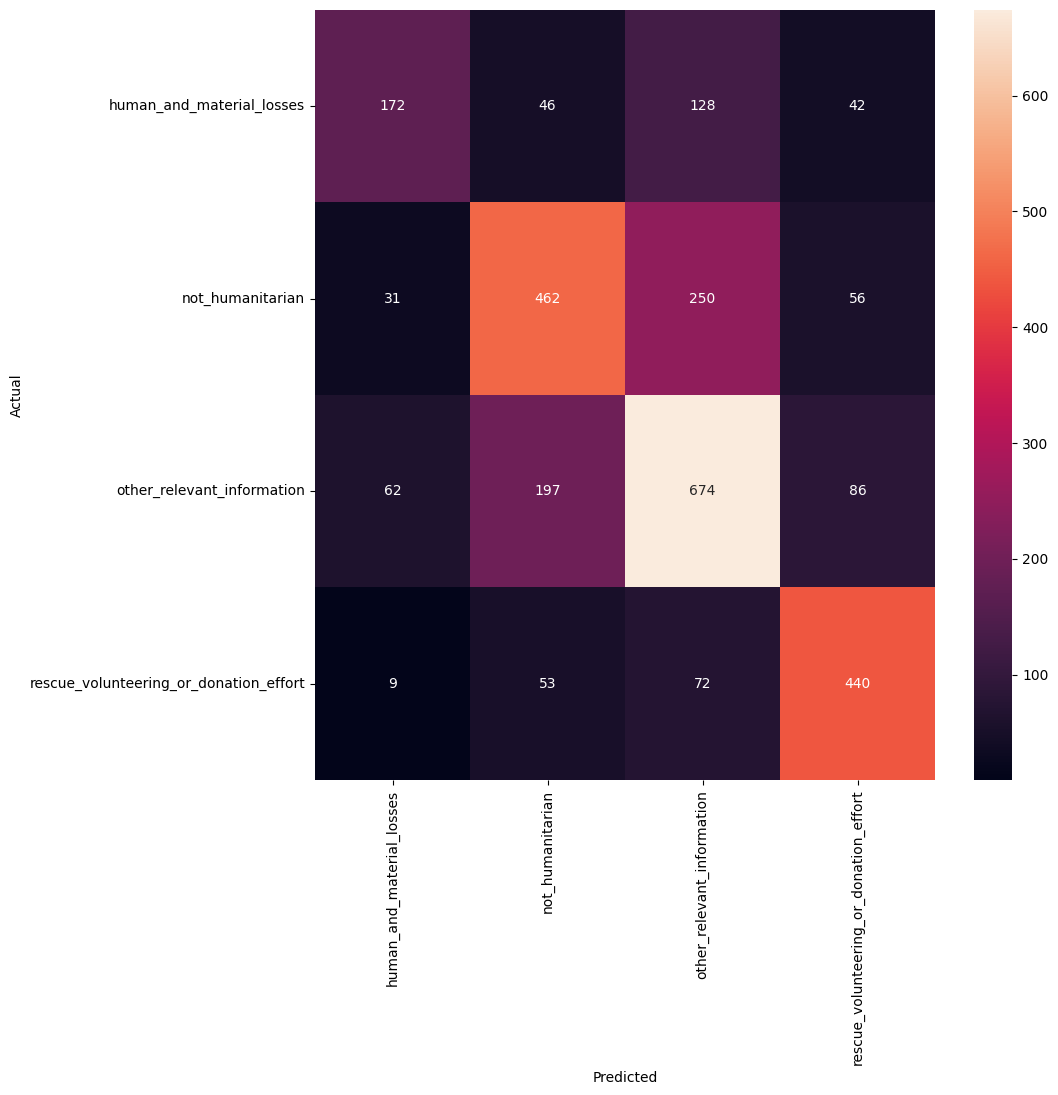 human_and_material_losses 172 46 128 42
not_humanitarian 31 462 250 56
other_relevant_information 62 197 674 86
rescue_volunteering_or_donation_effort 9 53 72 440
Actual
human_and_material_losses
not_humanitarian
other_relevant_information
rescue_volunteering_or_donation_effort
Predicted
600
500
400
300
200
100